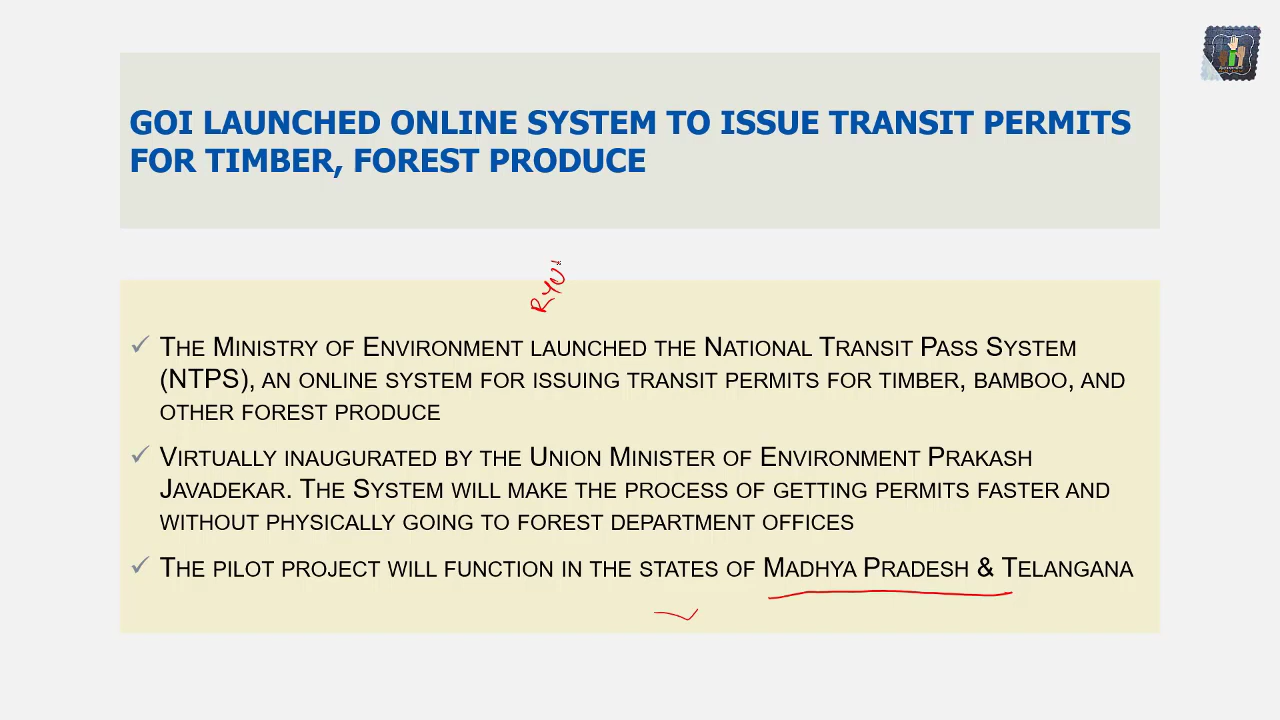 GOI LAUNCHED ONLINE SYSTEM TO ISSUE TRANSIT PERMITS
FOR TIMBER, FOREST PRODUCE
✓ THE MINISTRY OF ENVIRONMENT LAUNCHED THE NATIONAL TRANSIT PASS SYSTEM
(NTPS), AN ONLINE SYSTEM FOR ISSUING TRANSIT PERMITS FOR TIMBER, BAMBOO, AND
OTHER FOREST PRODUCE
✓ VIRTUALLY INAUGURATED BY THE UNION MINISTER OF ENVIRONMENT PRAKASH
JAVADEKAR. THE SYSTEM WILL MAKE THE PROCESS OF GETTING PERMITS FASTER AND
WITHOUT PHYSICALLY GOING TO FOREST DEPARTMENT OFFICES
✓ THE PILOT PROJECT WILL FUNCTION IN THE STATES OF MADHYA PRADESH & TELANGANA